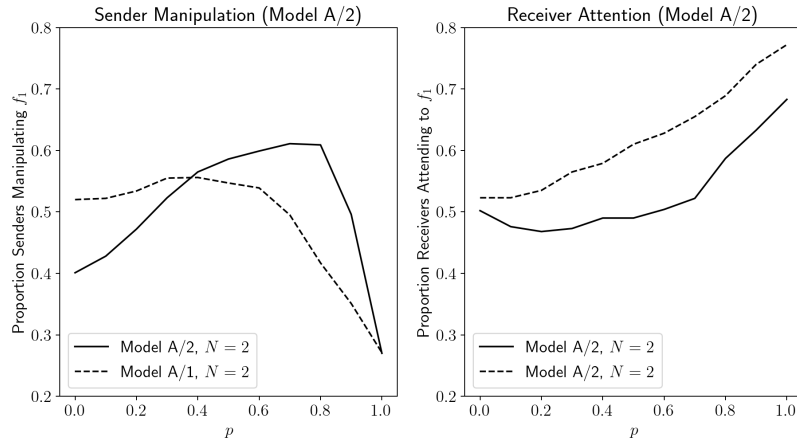 Sender Manipulation (Model A/2)
Proportion Senders Manipulating f₁
0.8
0.7
0.6
0.5
0.4
0.3
0.2
Model A/2, N = 2
Model A/1, N = 2
0.0 0.2 0.4 0.6 0.8 1.0
p
Receiver Attention (Model A/2)
Proportion Receivers Attending to f₁
0.8
0.7
0.6
0.5
0.4
0.3
0.2
Model A/2, N = 2
Model A/2, N = 2
0.0 0.2 0.4 0.6 0.8 1.0
p